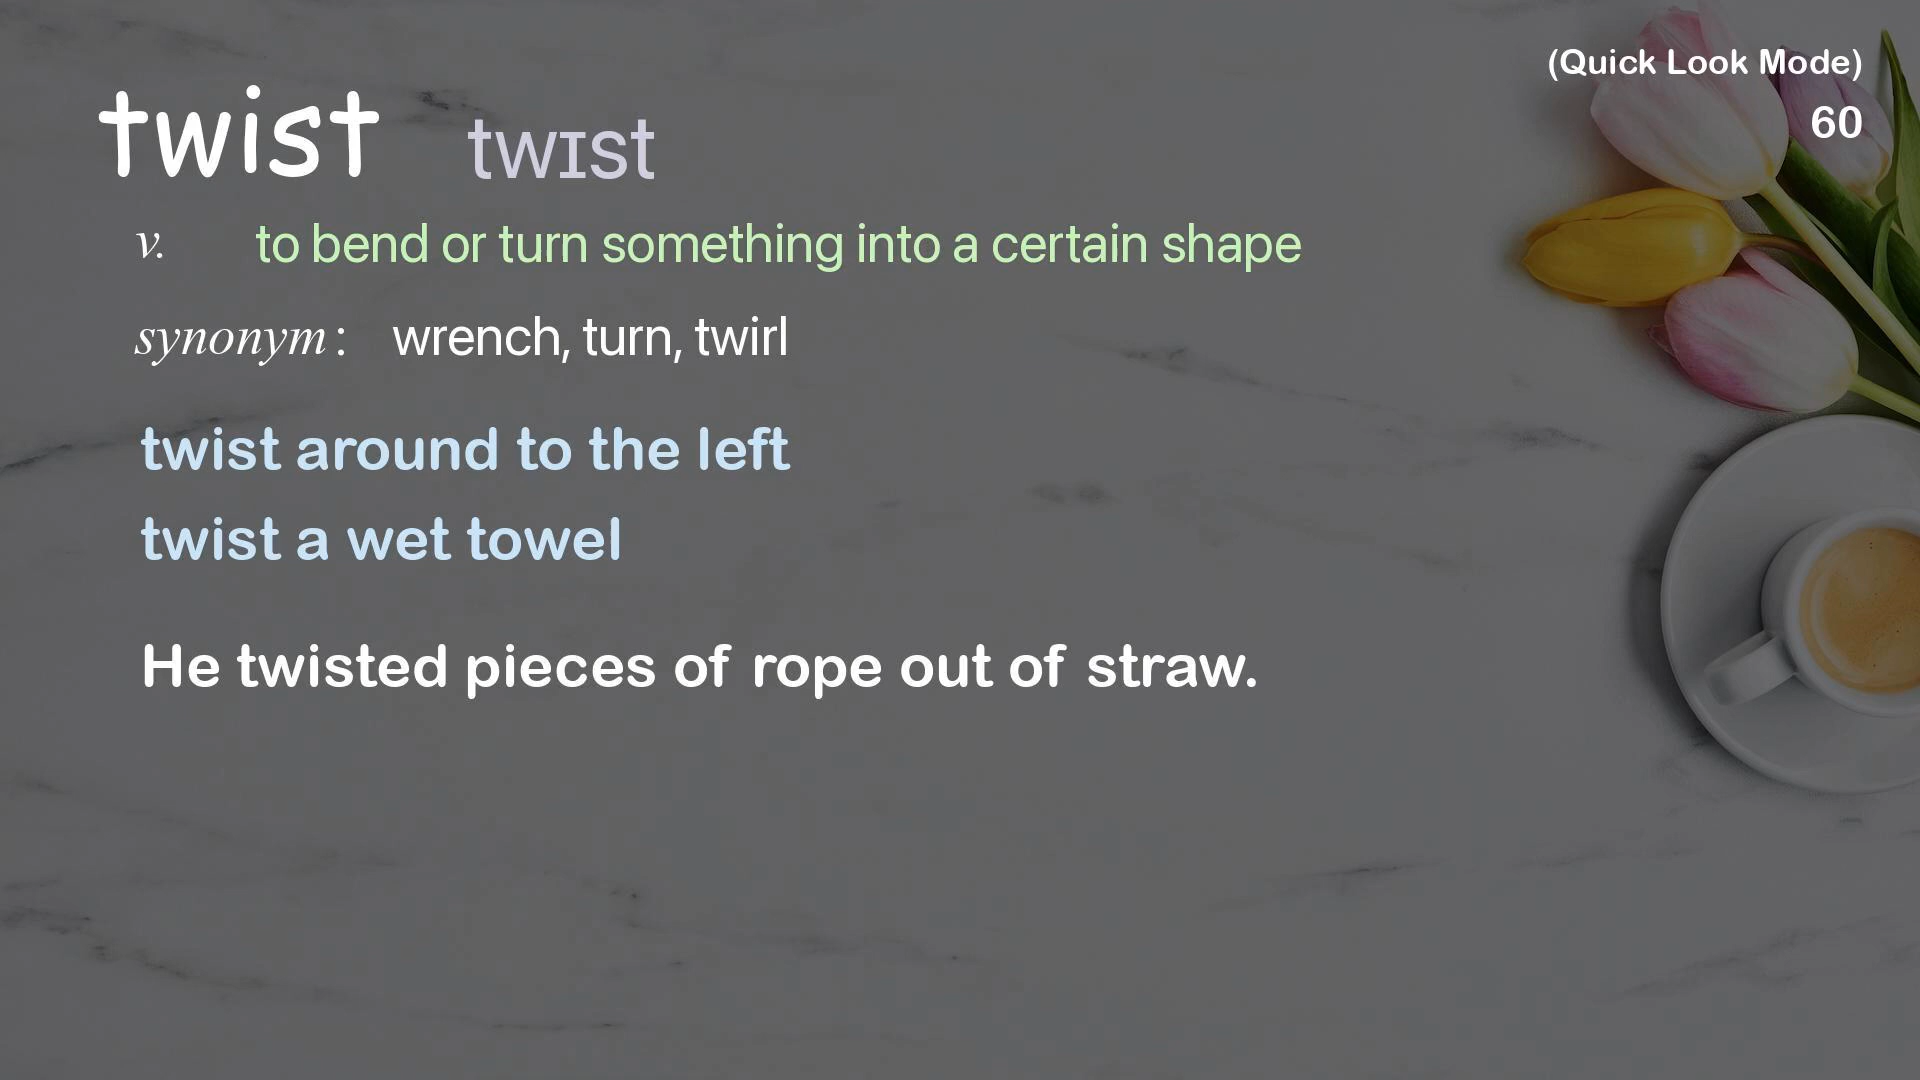 (Quick Look Mode)
60
twist twɪst
v. to bend or turn something into a certain shape
synonym: wrench, turn, twirl
twist around to the left
twist a wet towel
He twisted pieces of rope out of straw.